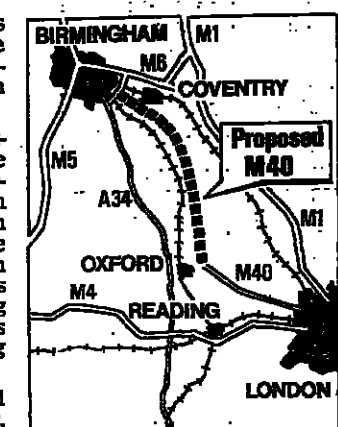 BIRMINGHAM
M1
M6
COVENTRY
Proposed
M40
M5
A34
M1
OXFORD
M40
M4
READING
LONDON